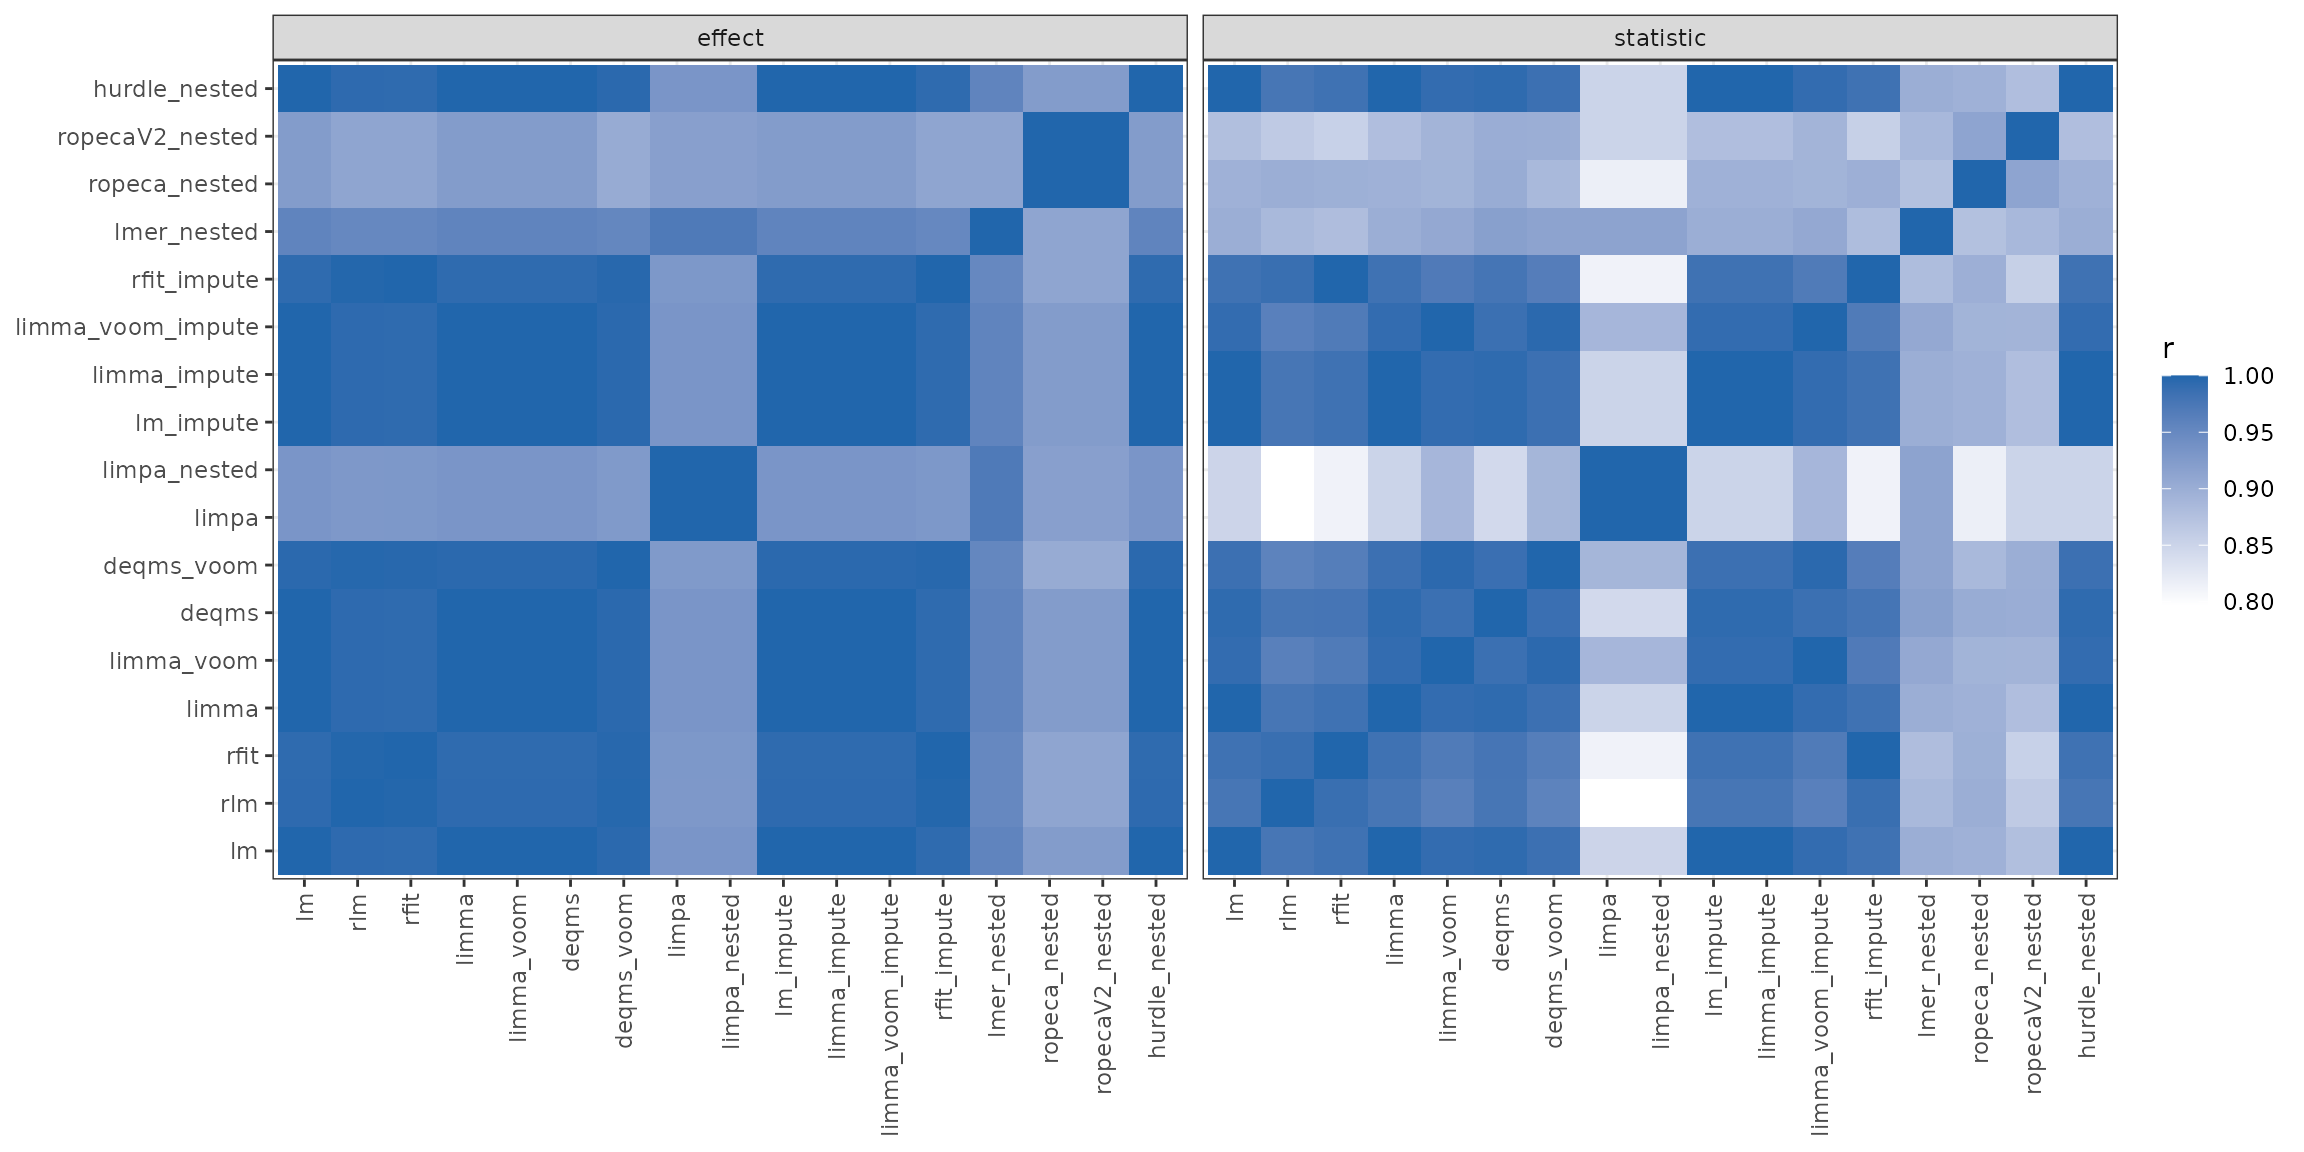 effect
statistic
hurdle_nested
ropecaV2_nested
ropeca_nested
lmer_nested
rfit_impute
limma_voom_impute
limma_impute
lm_impute
limpa_nested
limpa
deqms_voom
deqms
limma_voom
limma
rfit
rlm
lm
lm
rlm
rfit
limma
limma_voom
deqms
deqms_voom
limpa
limpa_nested
lm_impute
limma_impute
limma_voom_impute
rfit_impute
lmer_nested
ropeca_nested
ropecaV2_nested
hurdle_nested
lm
rlm
rfit
limma
limma_voom
deqms
deqms_voom
limpa
limpa_nested
lm_impute
limma_impute
limma_voom_impute
rfit_impute
lmer_nested
ropeca_nested
ropecaV2_nested
hurdle_nested
r
1.00
0.95
0.90
0.85
0.80